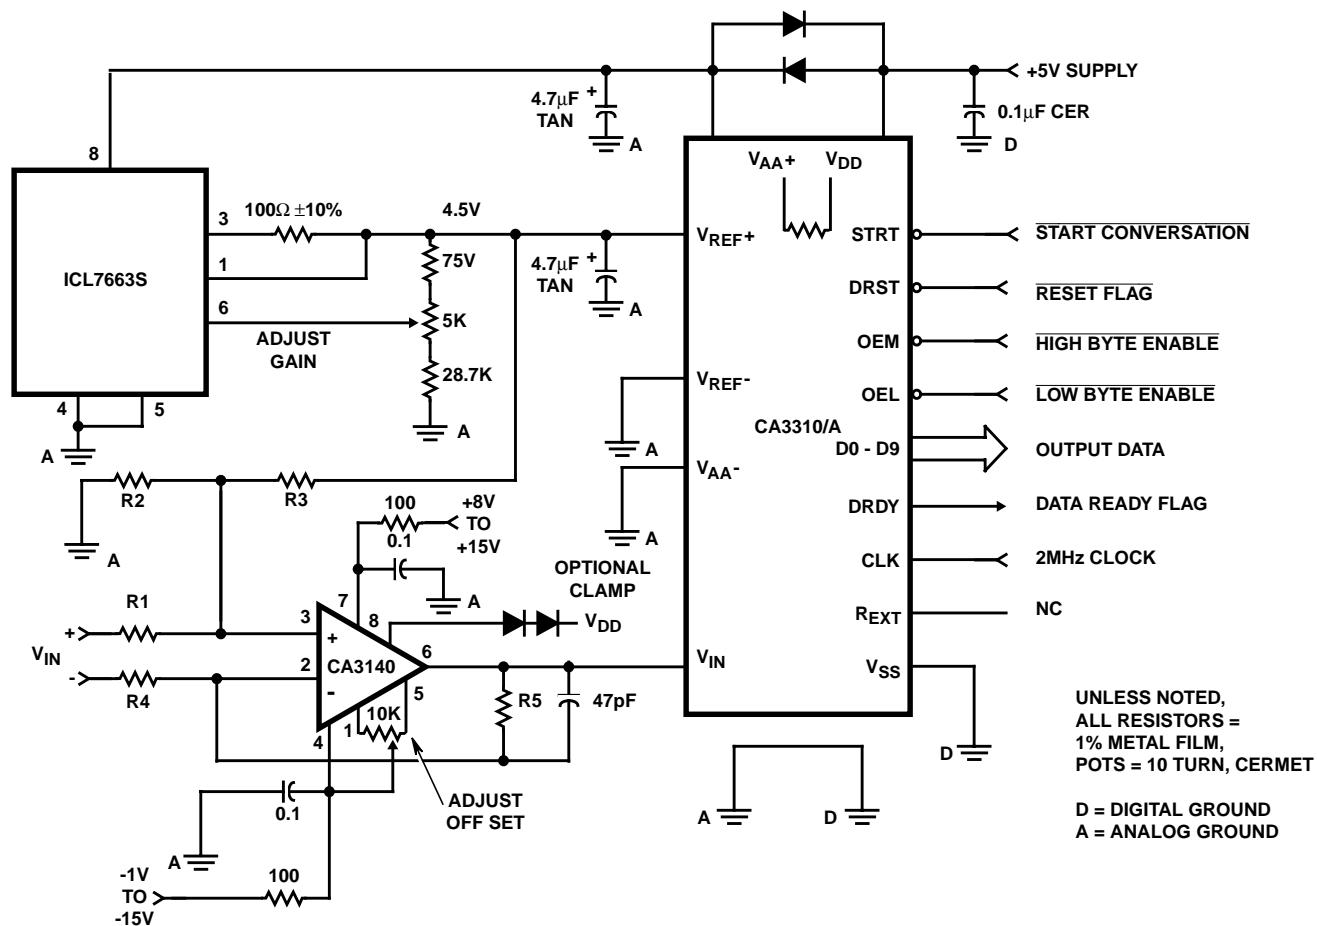 +5V SUPPLY
4.7μF
TAN
+
A
0.1μF CER
D
8
VAA+
VDD
3
100Ω ±10%
4.5V
VREF+
STRT
START CONVERSATION
ICL7663S
1
75V
4.7μF
TAN
+
A
DRST
RESET FLAG
6
5K
ADJUST
GAIN
OEM
HIGH BYTE ENABLE
28.7K
VREF-
OEL
LOW BYTE ENABLE
4
5
A
A
A
CA3310/A
D0 - D9
OUTPUT DATA
VAA-
R2
R3
100
+8V
TO
+15V
DRDY
DATA READY FLAG
A
0.1
A
OPTIONAL
CLAMP
A
CLK
2MHz CLOCK
R1
7
8
VDD
REXT
NC
+
3
+
VIN
2
CA3140
6
VIN
VSS
-
R4
-
5
R5
47pF
10K
1
4
D
UNLESS NOTED,
ALL RESISTORS =
1% METAL FILM,
POTS = 10 TURN, CERMET
0.1
ADJUST
OFF SET
A
D
D = DIGITAL GROUND
A = ANALOG GROUND
A
-1V
TO
-15V
100